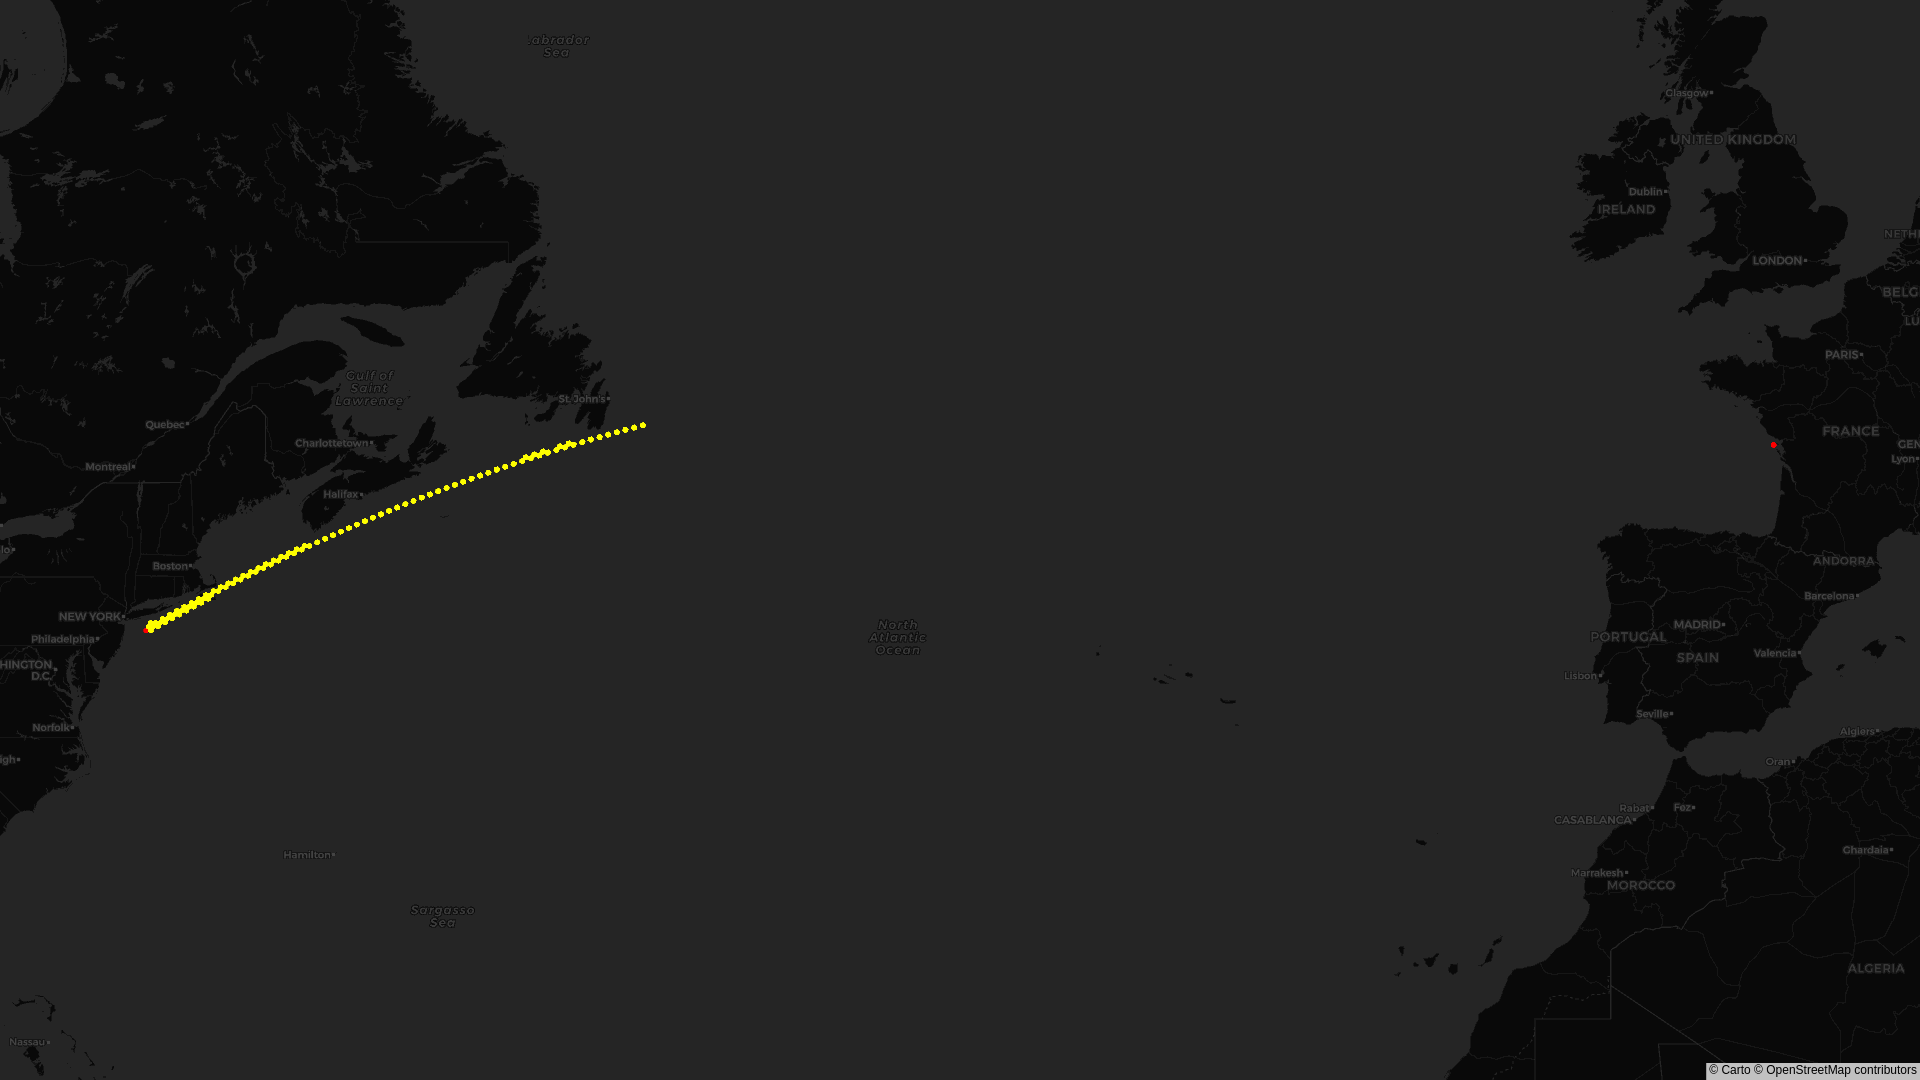 abrador
Sea
Glasgow
UNITED KINGDOM
Dublin
IRELAND
NETH
LONDON
BELG
LU
PARIS
Gulf of
Saint
Lawrence
St. John's
Quebec
Charlottetown
FRANCE
GEN
Lyon
Montreal
Halifax
lo
Boston
ANDORRA
Barcelona
NEW YORK
Philadelphia
North
Atlantic
Ocean
MADRID
PORTUGAL
SPAIN
Valencia
HINGTON
D.C.
Lisbon
Norfolk
Seville
Algiers
igh
Oran
Rabat
Fez
CASABLANCA
Hamilton
Ghardaia
Marrakesh
MOROCCO
Sargasso
Sea
ALGERIA
Nassau
© Carto © OpenStreetMap contributors